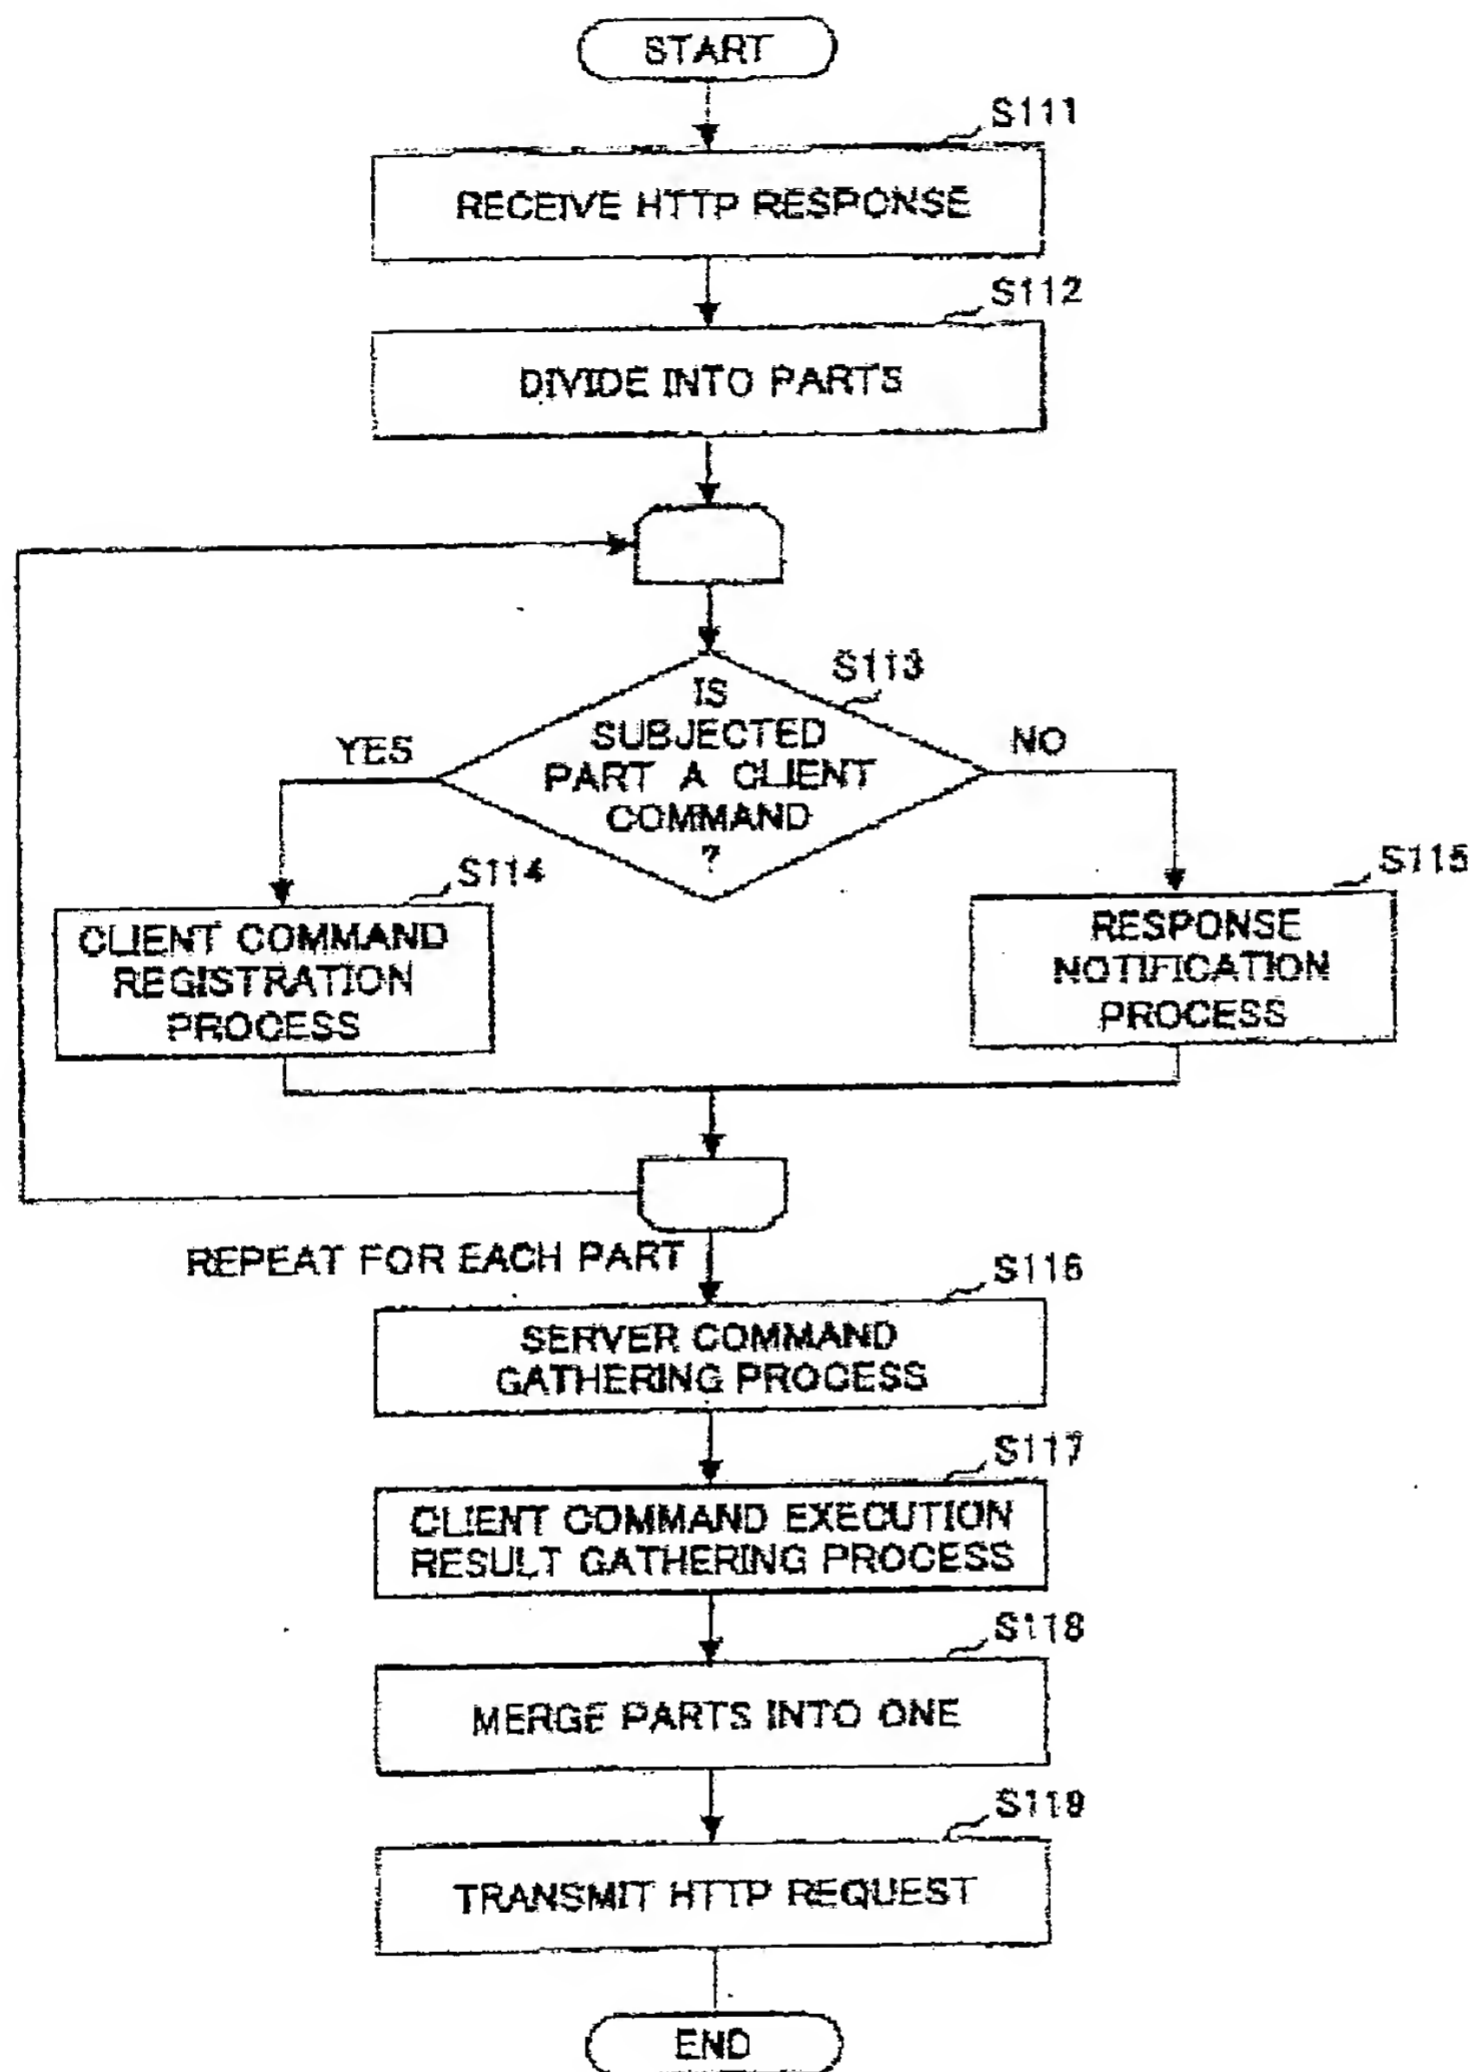 START
S111
RECEIVE HTTP RESPONSE
S112
DIVIDE INTO PARTS
S113
IS
SUBJECTED
PART A CLIENT
COMMAND
?
YES
NO
S114
CLIENT COMMAND
REGISTRATION
PROCESS
S115
RESPONSE
NOTIFICATION
PROCESS
REPEAT FOR EACH PART
S116
SERVER COMMAND
GATHERING PROCESS
S117
CLIENT COMMAND EXECUTION
RESULT GATHERING PROCESS
S118
MERGE PARTS INTO ONE
S119
TRANSMIT HTTP REQUEST
END